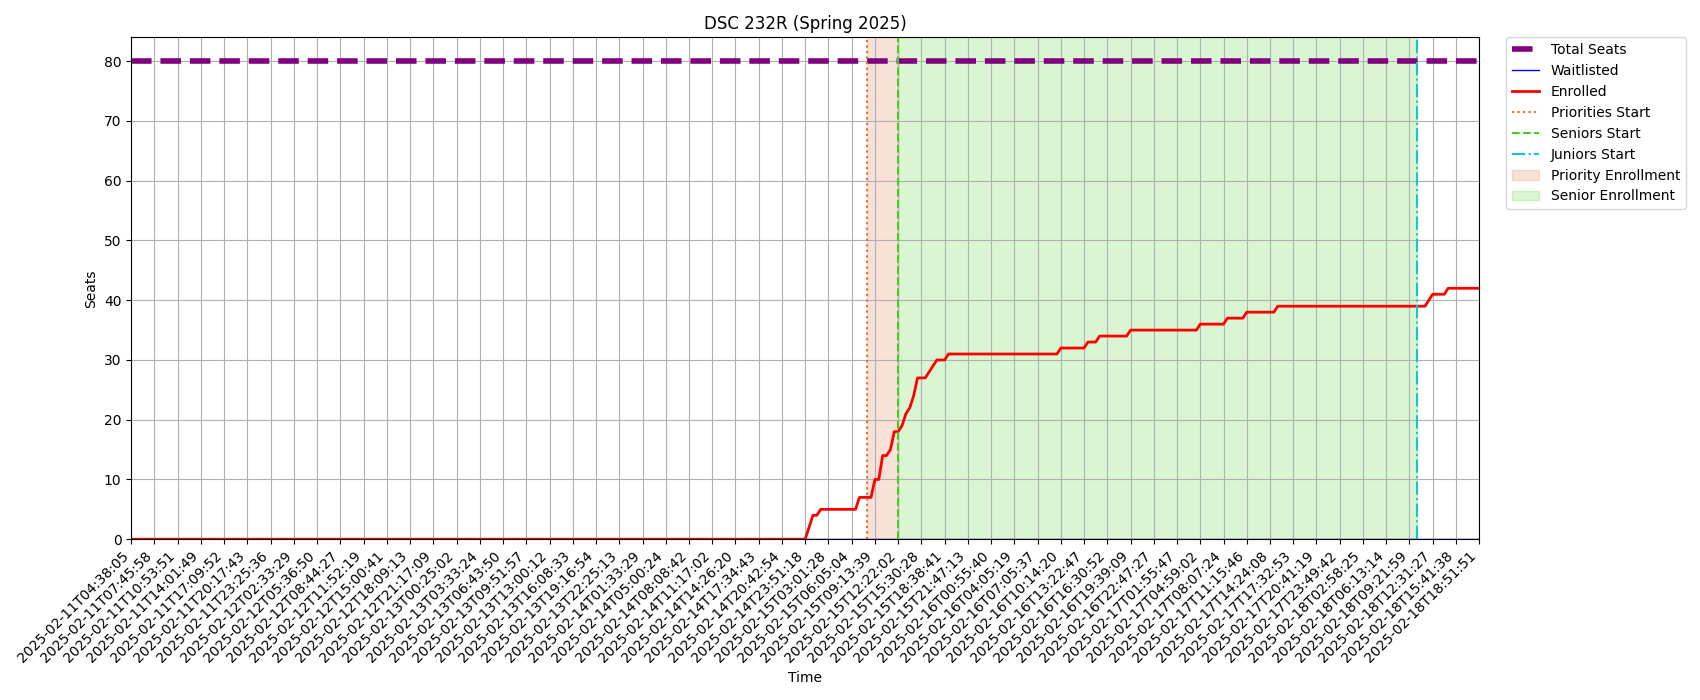 DSC 232R (Spring 2025)
Total Seats
Waitlisted
Enrolled
Priorities Start
Seniors Start
Juniors Start
Priority Enrollment
Senior Enrollment
Seats
80
70
60
50
40
30
20
10
0
2025-02-11T04:38:05
2025-02-11T07:45:58
2025-02-11T10:53:51
2025-02-11T14:01:49
2025-02-11T17:09:52
2025-02-11T20:17:43
2025-02-11T23:25:36
2025-02-12T02:33:29
2025-02-12T05:36:50
2025-02-12T08:44:27
2025-02-12T11:52:19
2025-02-12T15:00:41
2025-02-12T18:09:13
2025-02-12T21:17:09
2025-02-13T00:25:02
2025-02-13T03:33:24
2025-02-13T06:43:50
2025-02-13T09:51:57
2025-02-13T13:00:12
2025-02-13T16:08:33
2025-02-13T19:16:54
2025-02-13T22:25:13
2025-02-14T01:33:29
2025-02-14T05:00:24
2025-02-14T08:08:42
2025-02-14T11:17:02
2025-02-14T14:26:20
2025-02-14T17:34:43
2025-02-14T20:42:54
2025-02-14T23:51:18
2025-02-15T03:01:28
2025-02-15T06:05:04
2025-02-15T09:13:39
2025-02-15T12:22:02
2025-02-15T15:30:28
2025-02-15T18:38:41
2025-02-15T21:47:13
2025-02-16T00:55:40
2025-02-16T04:05:19
2025-02-16T07:05:37
2025-02-16T10:14:20
2025-02-16T13:22:47
2025-02-16T16:30:52
2025-02-16T19:39:09
2025-02-16T22:47:27
2025-02-17T01:55:47
2025-02-17T04:59:02
2025-02-17T08:07:24
2025-02-17T11:15:46
2025-02-17T14:24:08
2025-02-17T17:32:53
2025-02-17T20:41:19
2025-02-17T23:49:42
2025-02-18T02:58:25
2025-02-18T06:13:14
2025-02-18T09:21:59
2025-02-18T12:31:27
2025-02-18T15:41:38
2025-02-18T18:51:51
Time